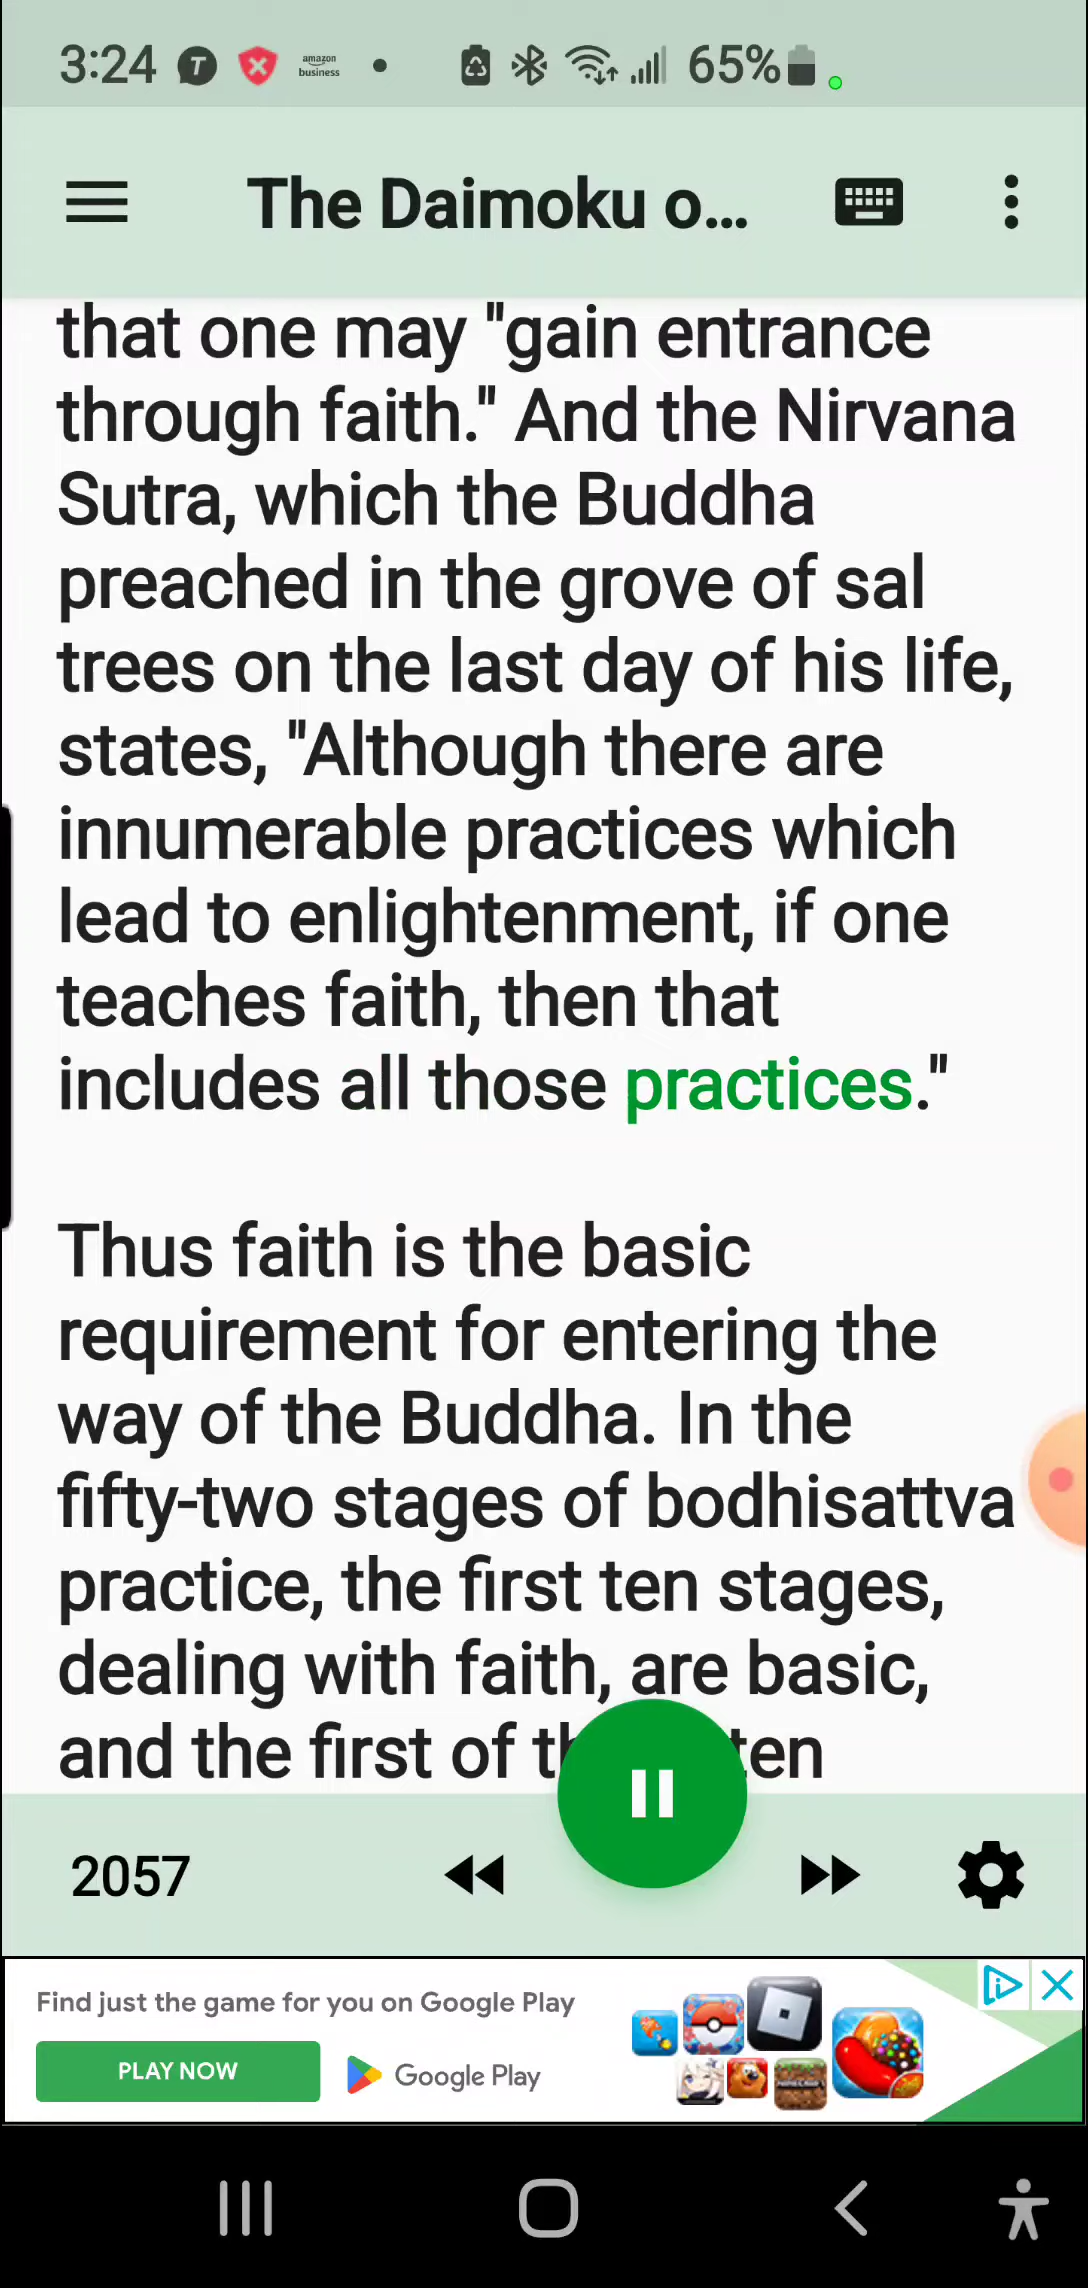 3:24 T amazon business 65%
The Daimoku o...
that one may "gain entrance
through faith." And the Nirvana
Sutra, which the Buddha
preached in the grove of sal
trees on the last day of his life,
states, "Although there are
innumerable practices which
lead to enlightenment, if one
teaches faith, then that
includes all those practices."
Thus faith is the basic
requirement for entering the
way of the Buddha. In the
fifty-two stages of bodhisattva
practice, the first ten stages,
dealing with faith, are basic,
and the first of ten
2057
Find just the game for you on Google Play
PLAY NOW
Google Play